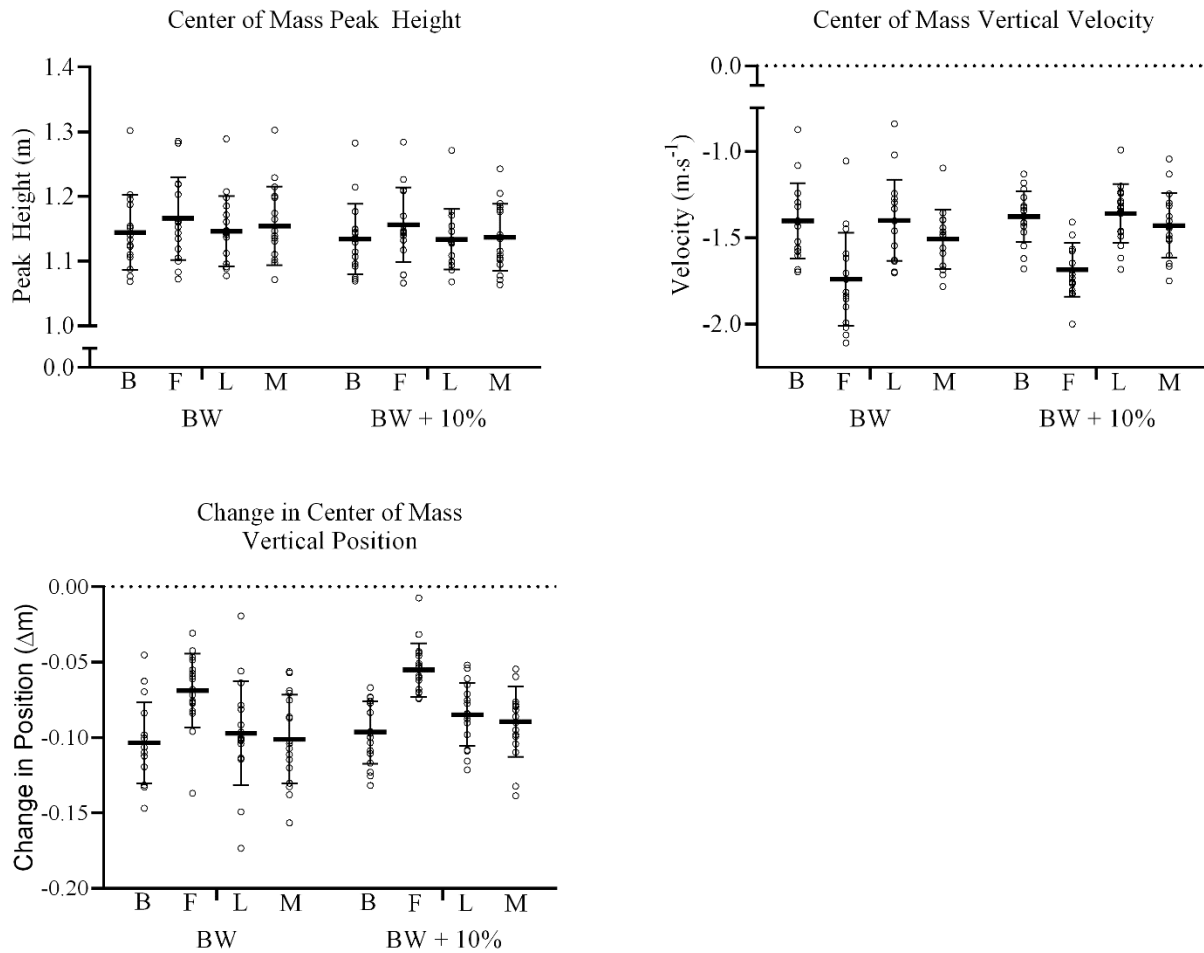 Center of Mass Peak Height
Peak Height (m)
1.4
1.3
1.2
1.1
1.0
0.0
B F L M B F L M
BW BW + 10%
Center of Mass Vertical Velocity
Velocity (m·s⁻¹)
0.0
-1.0
-1.5
-2.0
B F L M B F L M
BW BW + 10%
Change in Center of Mass
Vertical Position
Change in Position (Δm)
0.00
-0.05
-0.10
-0.15
-0.20
B F L M B F L M
BW BW + 10%